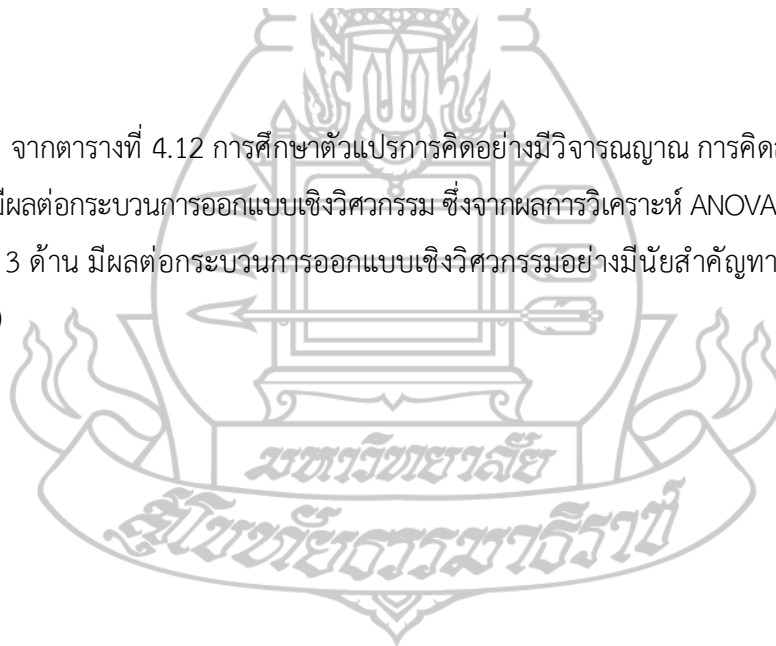 จากตารางที่ 4.12 การศึกษาตัวแปรการคิดอย่างมีวิจารณญาณ
มีผลต่อกระบวนการออกแบบเชิงวิศวกรรม ซึ่งจากผลการวิเคราะห์ ANOVA
3 ด้าน มีผลต่อกระบวนการออกแบบเชิงวิศวกรรมอย่างมีนัยสำคัญทา
)
มหาวิทยาลัย
สุโขทัยธรรมาธิราช